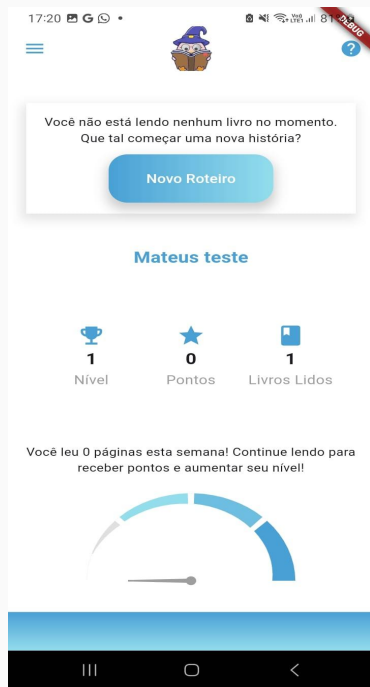 17:20
DEBUG
?
Você não está lendo nenhum livro no momento.
Que tal começar uma nova história?
Novo Roteiro
Mateus teste
1 0 1
Nível Pontos Livros Lidos
Você leu 0 páginas esta semana! Continue lendo para
receber pontos e aumentar seu nível!